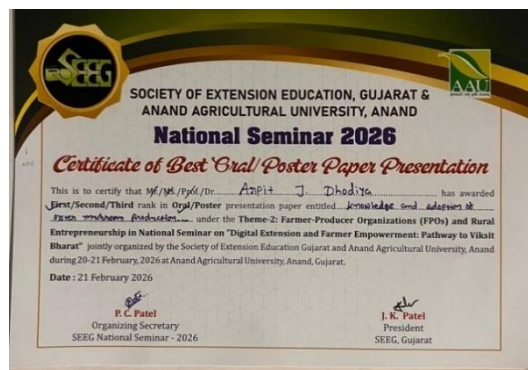 SEEG
AAU
SOCIETY OF EXTENSION EDUCATION, GUJARAT &
ANAND AGRICULTURAL UNIVERSITY, ANAND
National Seminar 2026
Certificate of Best Oral/Poster Paper Presentation
This is to certify that Mr./Ms./Prof./Dr. Arpit J. Dhodiya has awarded
First/Second/Third rank in Oral/Poster presentation paper entitled knowledge and adoption of
mushroom production under the Theme-2: Farmer-Producer Organizations (FPOs) and Rural
Entrepreneurship in National Seminar on "Digital Extension and Farmer Empowerment: Pathway to Viksit
Bharat" jointly organized by the Society of Extension Education Gujarat and Anand Agricultural University, Anand
during 20-21 February, 2026 at Anand Agricultural University, Anand, Gujarat.
Date : 21 February 2026
P. C. Patel
Organizing Secretary
SEEG National Seminar - 2026
J. K. Patel
President
SEEG, Gujarat